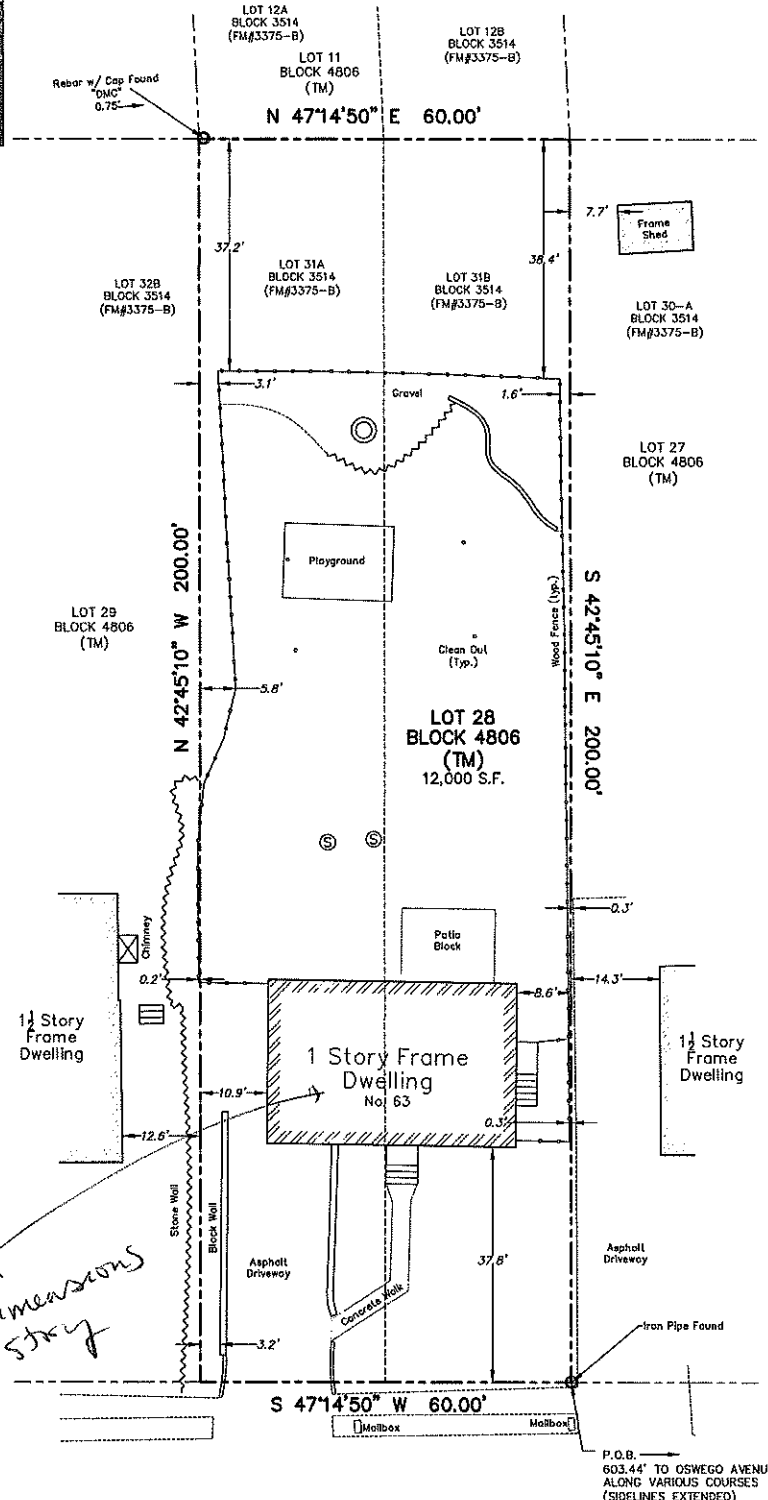 LOT 12A
BLOCK 3514
(FM#3375-B)
LOT 12B
BLOCK 3514
(FM#3375-B)
LOT 11
BLOCK 4806
(TM)
Rebar w/ Cap Found
"DMC"
0.75'
N 47°14'50" E 60.00'
7.7'
Frame
Shed
37.2'
38.4'
LOT 32B
BLOCK 3514
(FM#3375-B)
LOT 31A
BLOCK 3514
(FM#3375-B)
LOT 31B
BLOCK 3514
(FM#3375-B)
LOT 30-A
BLOCK 3514
(FM#3375-B)
3.1'
Gravel
1.6'
LOT 27
BLOCK 4806
(TM)
Playground
N 42°45'10" W 200.00'
S 42°45'10" E 200.00'
Wood Fence (typ.)
LOT 29
BLOCK 4806
(TM)
Clean Out
(Typ.)
5.8'
LOT 28
BLOCK 4806
(TM)
12,000 S.F.
S
S
0.3'
Patio
Block
Chimney
0.2'
8.6'
14.3'
1½ Story
Frame
Dwelling
1 Story Frame
Dwelling
No. 63
1½ Story
Frame
Dwelling
10.9'
0.3'
12.6'
Stone Wall
Block Wall
Asphalt
Driveway
37.8'
Asphalt
Driveway
Concrete Walk
imensions
story
3.2'
Iron Pipe Found
S 47°14'50" W 60.00'
Mailbox
Mailbox
P.O.B.
603.44' TO OSWEGO AVENU
ALONG VARIOUS COURSES
(SIDELINES EXTENDED)